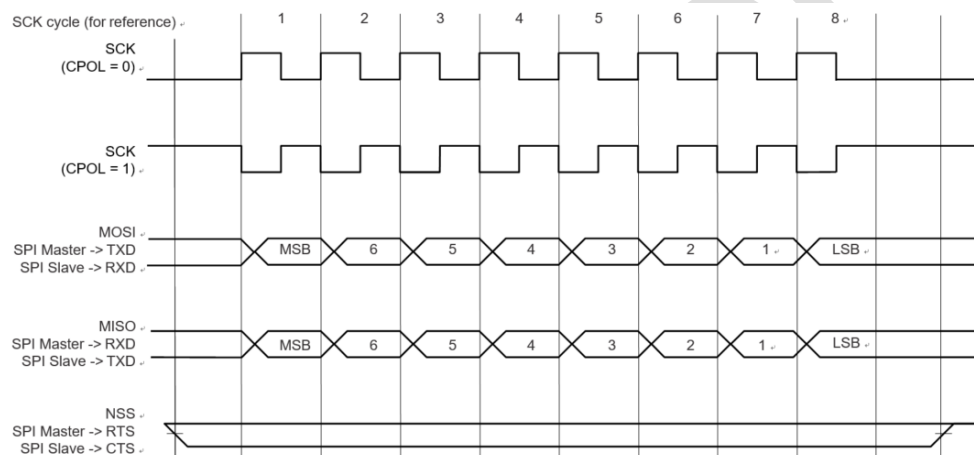 SCK cycle (for reference) 1 2 3 4 5 6 7 8
SCK
(CPOL = 0)
SCK
(CPOL = 1)
MOSI
SPI Master -> TXD MSB 6 5 4 3 2 1 LSB
SPI Slave -> RXD
MISO
SPI Master -> RXD MSB 6 5 4 3 2 1 LSB
SPI Slave -> TXD
NSS
SPI Master -> RTS
SPI Slave -> CTS